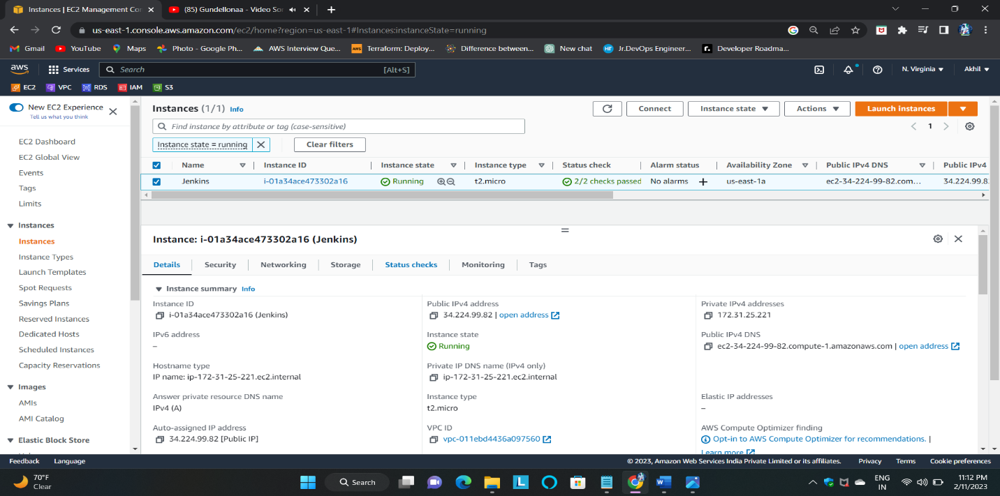 Instances | EC2 Management Con
(85) Gundellonaa - Video Son
us-east-1.console.aws.amazon.com/ec2/home?region=us-east-1#Instances:instanceState=running
Gmail YouTube Maps Photo - Google Ph... AWS Interview Que... Terraform: Deploy... Difference between... New chat Jr.DevOps Engineer... Developer Roadma...
aws Services Search [Alt+S] N. Virginia Akhil
EC2 VPC RDS IAM S3
New EC2 Experience
Tell us what you think
EC2 Dashboard
EC2 Global View
Events
Tags
Limits
Instances
Instances
Instance Types
Launch Templates
Spot Requests
Savings Plans
Reserved Instances
Dedicated Hosts
Scheduled Instances
Capacity Reservations
Images
AMIs
AMI Catalog
Elastic Block Store
Instances (1/1) Info
Connect Instance state Actions Launch instances
Find instance by attribute or tag (case-sensitive) 1
Instance state = running Clear filters
Name Instance ID Instance state Instance type Status check Alarm status Availability Zone Public IPv4 DNS Public IPv4
Jenkins i-01a34ace473302a16 Running t2.micro 2/2 checks passed No alarms us-east-1a ec2-34-224-99-82.com... 34.224.99.8
Instance: i-01a34ace473302a16 (Jenkins)
Details Security Networking Storage Status checks Monitoring Tags
Instance summary Info
Instance ID
i-01a34ace473302a16 (Jenkins)
Public IPv4 address
34.224.99.82 | open address
Private IPv4 addresses
172.31.25.221
IPv6 address
–
Instance state
Running
Public IPv4 DNS
ec2-34-224-99-82.compute-1.amazonaws.com | open address
Hostname type
IP name: ip-172-31-25-221.ec2.internal
Private IP DNS name (IPv4 only)
ip-172-31-25-221.ec2.internal
Answer private resource DNS name
IPv4 (A)
Instance type
t2.micro
Elastic IP addresses
–
Auto-assigned IP address
34.224.99.82 [Public IP]
VPC ID
vpc-011ebd4436a097560
AWS Compute Optimizer finding
Opt-in to AWS Compute Optimizer for recommendations. |
Learn more
Feedback Language © 2023, Amazon Web Services India Private Limited or its affiliates. Privacy Terms Cookie preferences
70°F
Clear
Search
ENG
IN
11:12 PM
2/11/2023